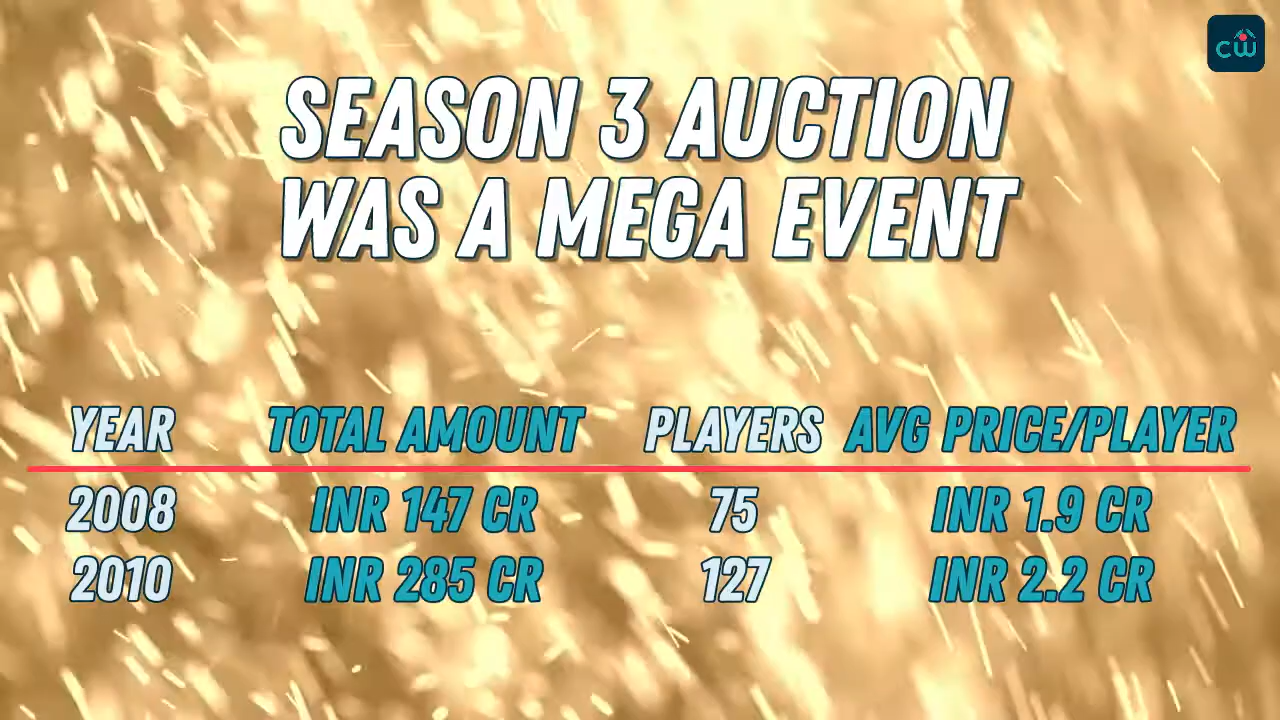 CW
SEASON 3 AUCTION
WAS A MEGA EVENT
YEAR TOTAL AMOUNT PLAYERS AVG PRICE/PLAYER
2008 INR 147 CR 75 INR 1.9 CR
2010 INR 285 CR 127 INR 2.2 CR